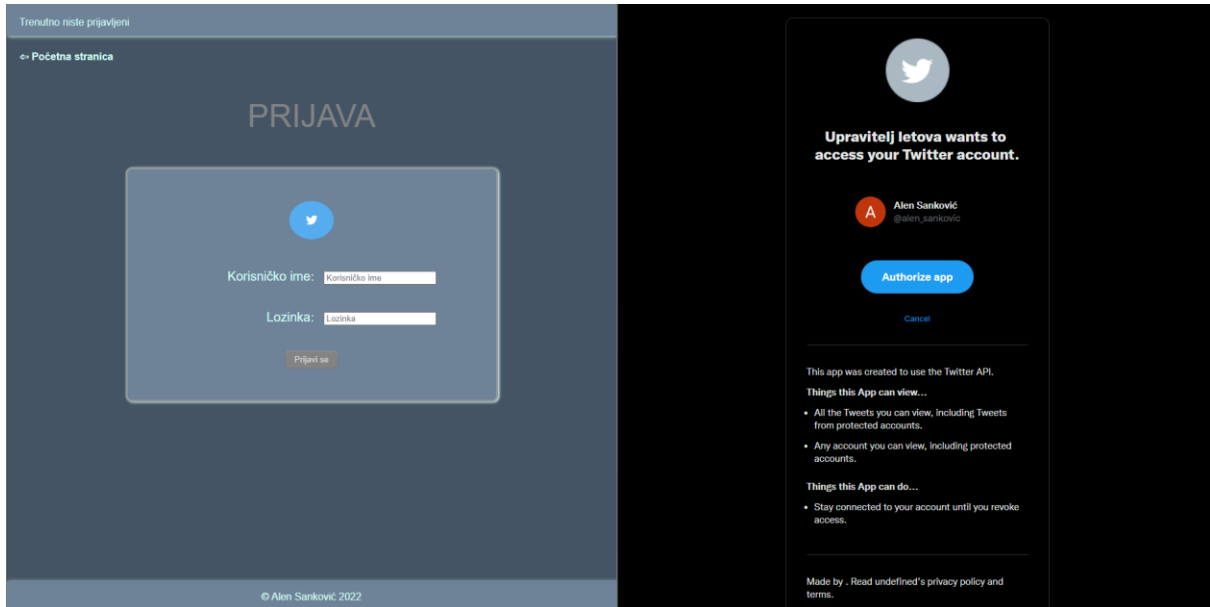 Trenutno niste prijavljeni
⇦ Početna stranica
PRIJAVA
Korisničko ime: Korisničko ime
Lozinka: Lozinka
Prijavi se
© Alen Sanković 2022
Upravitelj letova wants to
access your Twitter account.
A
Alen Sanković
@alen_sankovic
Authorize app
Cancel
This app was created to use the Twitter API.
Things this App can view...
• All the Tweets you can view, including Tweets
from protected accounts.
• Any account you can view, including protected
accounts.
Things this App can do...
• Stay connected to your account until you revoke
access.
Made by . Read undefined's privacy policy and
terms.